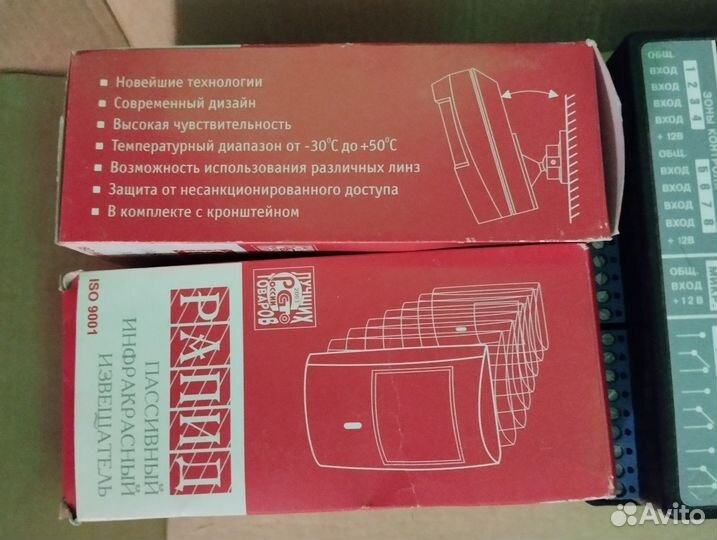 Новейшие технологии
Современный дизайн
Высокая чувствительность
Температурный диапазон от -30°С до +50°С
Возможность использования различных линз
Защита от несанкционированного доступа
В комплекте с кронштейном
ISO 9001
РАПИД
ПАССИВНЫЙ
ИНФРАКРАСНЫЙ
ИЗВЕЩАТЕЛЬ
ЛУЧШИХ
ТОВАРОВ
РОССИИ
2003
ОБЩ.
ВХОД 1
ВХОД 2
ВХОД 3
ВХОД 4
+ 12В
ОБЩ.
ВХОД 5
ВХОД 6
ВХОД 7
ВХОД 8
+ 12В
ЗОНЫ
ОБЩ.
ВХОД
+ 12 В
Avito